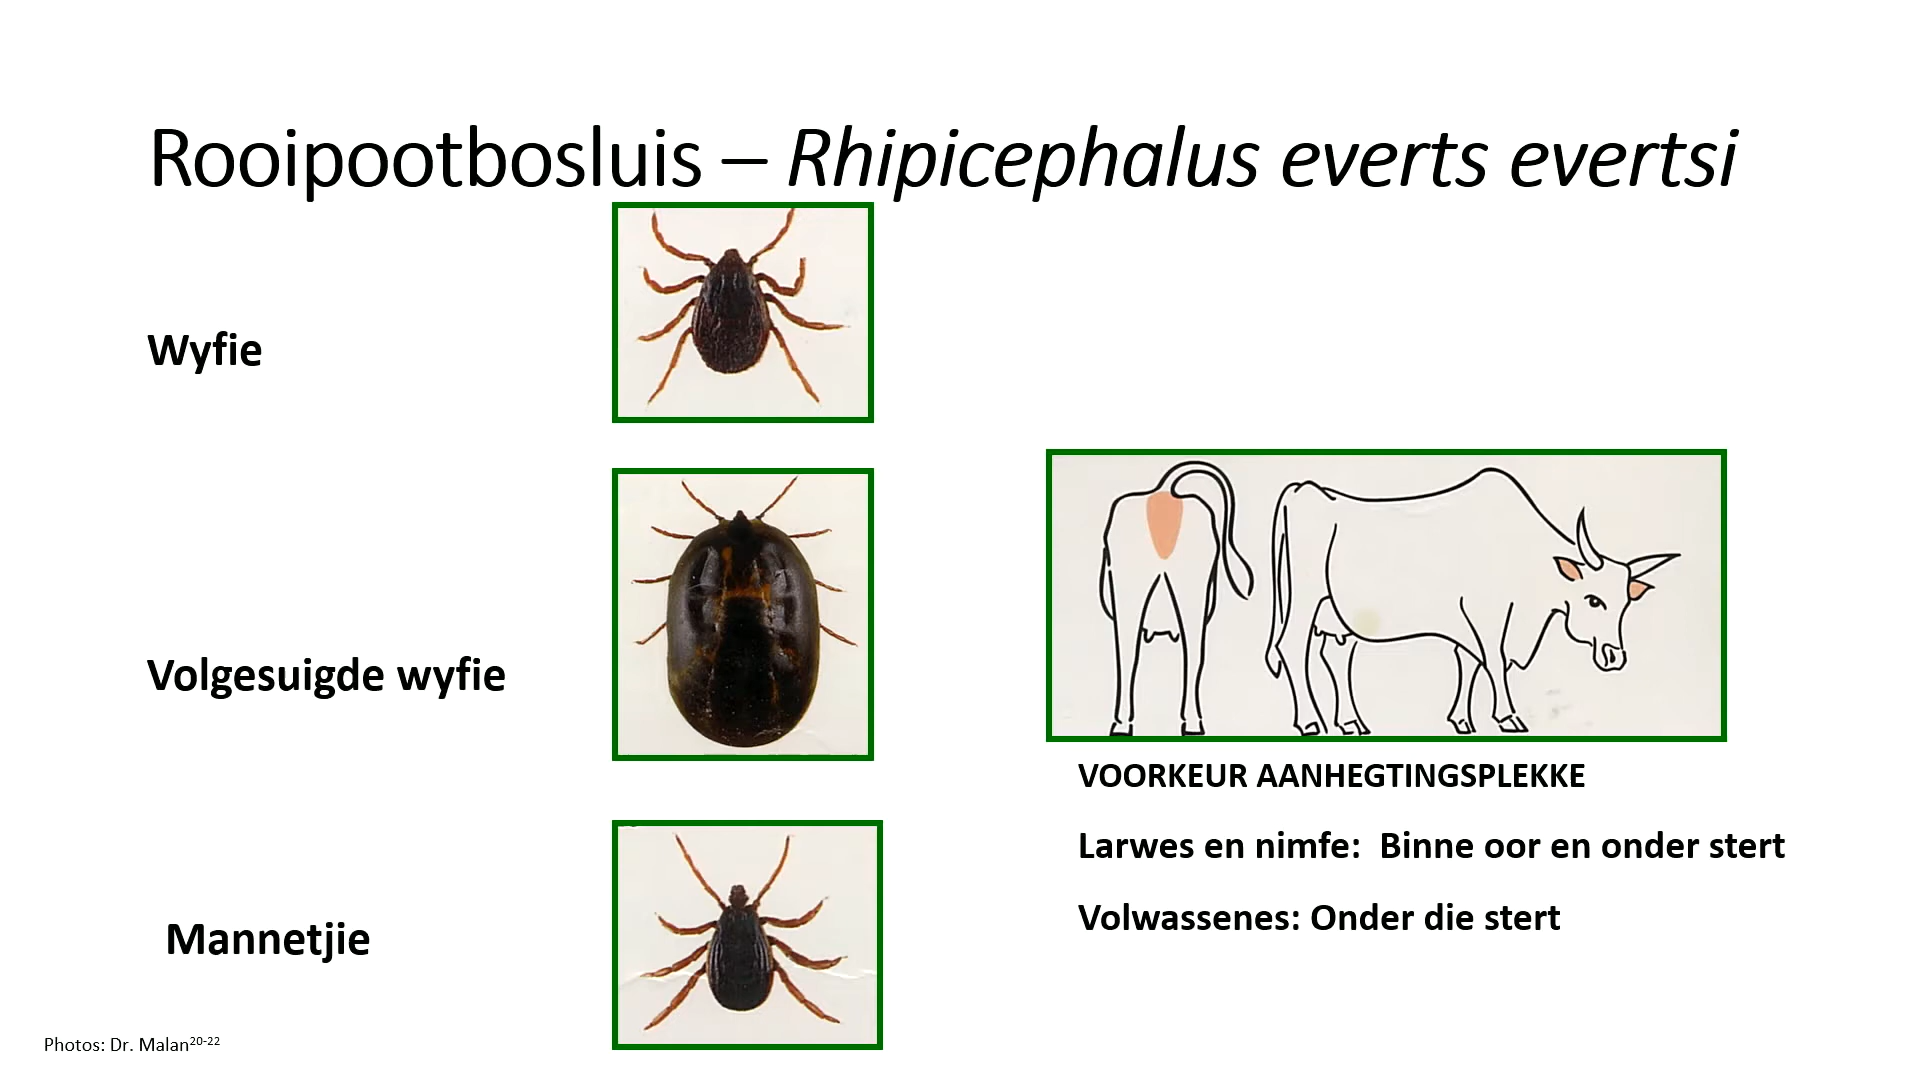 Rooipootbosluis – Rhipicephalus everts evertsi
Wyfie
Volgesuigde wyfie
Mannetjie
VOORKEUR AANHEGTINGSPLEKKE
Larwes en nimfe: Binne oor en onder stert
Volwassenes: Onder die stert
Photos: Dr. Malan20-22